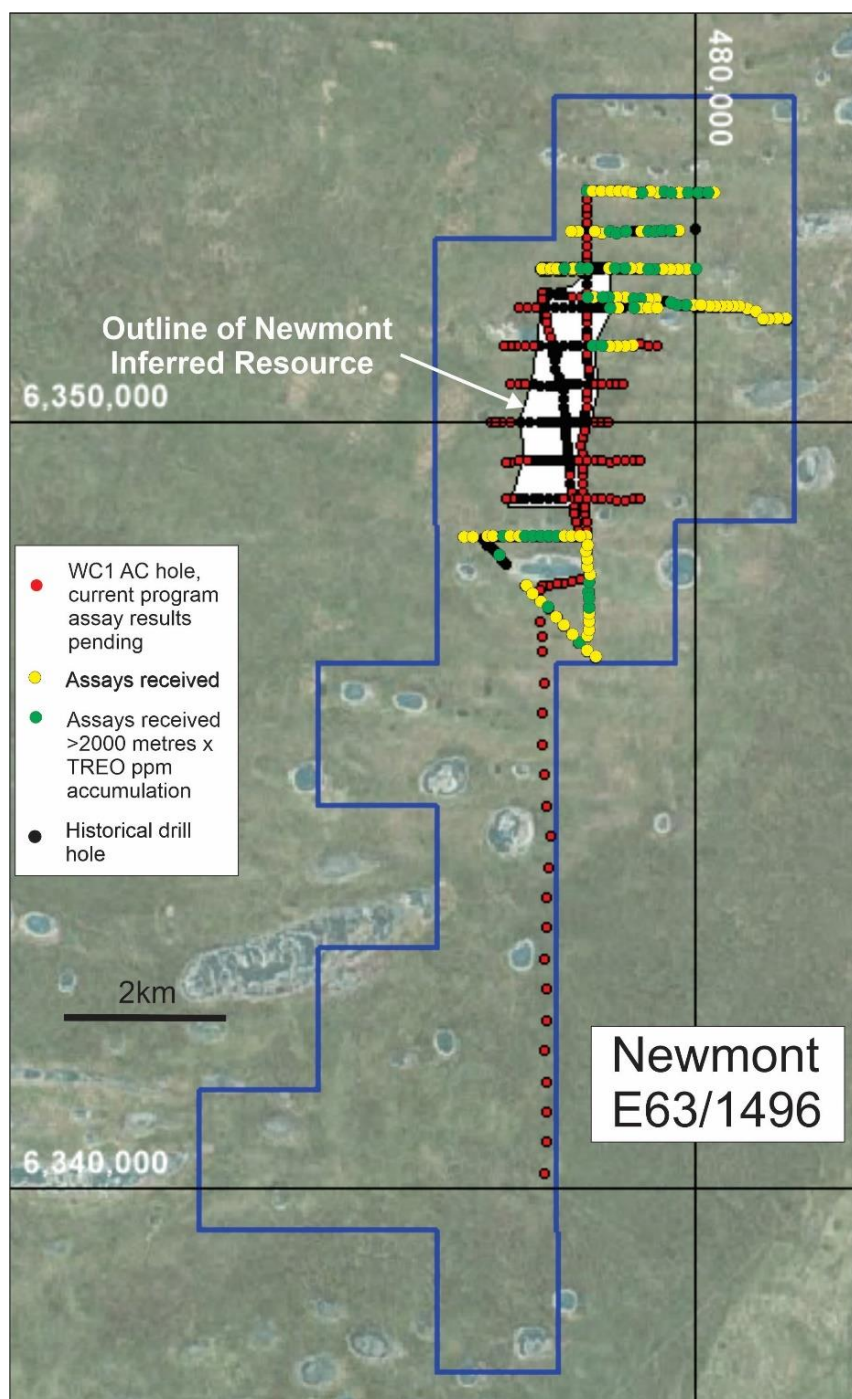 480,000
Outline of Newmont
Inferred Resource
6,350,000
WC1 AC hole,
current program
assay results
pending
Assays received
Assays received
>2000 metres x
TREO ppm
accumulation
Historical drill
hole
2km
Newmont
E63/1496
6,340,000